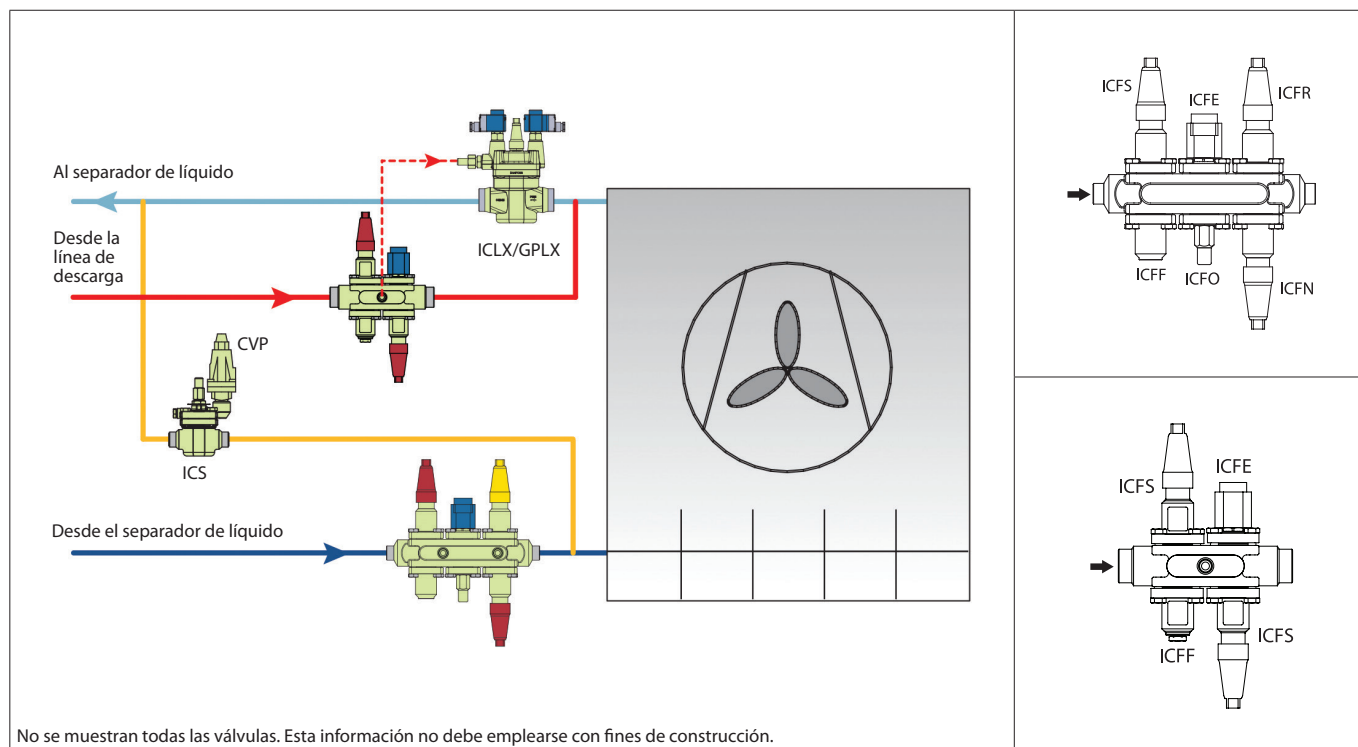 Al separador de líquido
Desde la
línea de
descarga
ICLX/GPLX
CVP
ICS
Desde el separador de líquido
No se muestran todas las válvulas. Esta información no debe emplearse con fines de construcción.
ICFS
ICFE
ICFR
ICFF
ICFO
ICFN
ICFS
ICFE
ICFF
ICFS